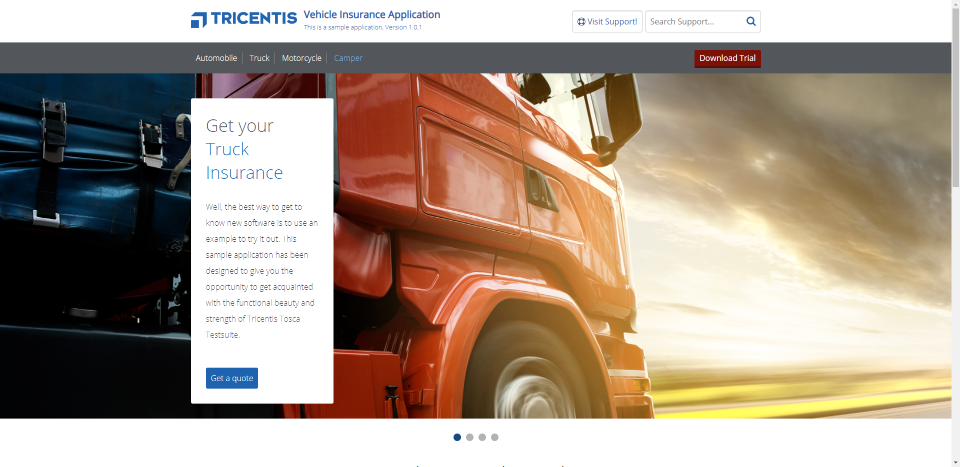 TRICENTIS
Vehicle Insurance Application
This is a sample application. Version 1.0.1
Visit Support!
Search Support...
Automobile
Truck
Motorcycle
Camper
Download Trial
Get your
Truck
Insurance
Well, the best way to get to
know new software is to use an
example to try it out. This
sample application has been
designed to give you the
opportunity to get acquainted
with the functional beauty and
strength of Tricentis Tosca
Testsuite.
Get a quote